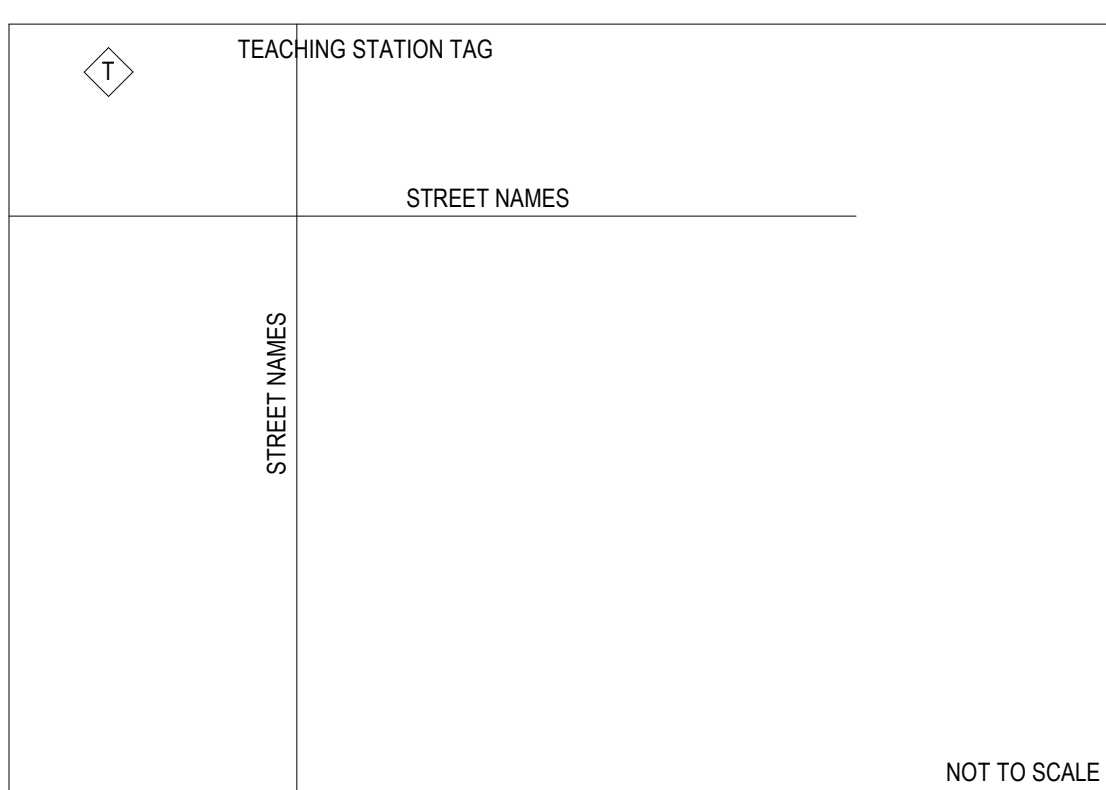 TEACHING STATION TAG
T
STREET NAMES
STREET NAMES
NOT TO SCALE